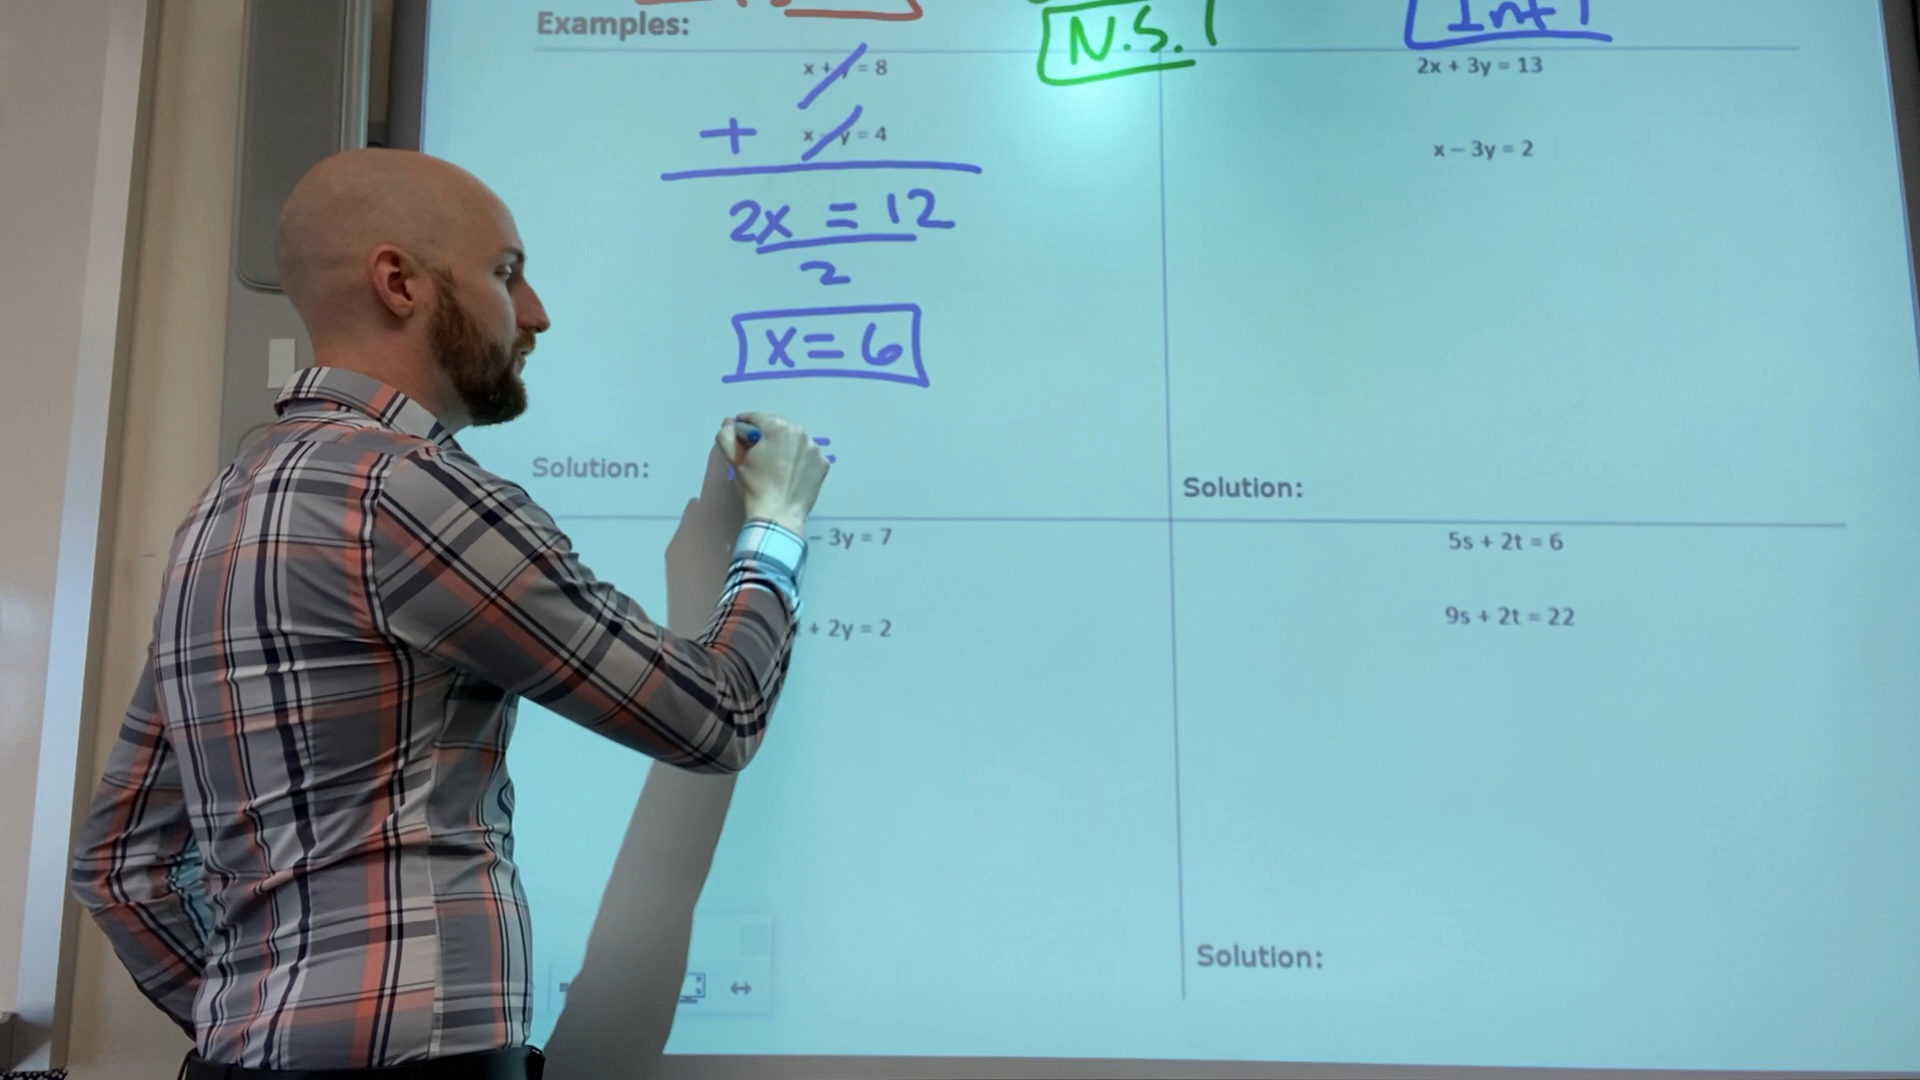 Examples:
N.S.
Int
x + y = 8
+ x - y = 4
2x = 12
2
x = 6
=
Solution:
2x + 3y = 13
x – 3y = 2
Solution:
– 3y = 7
+ 2y = 2
5s + 2t = 6
9s + 2t = 22
Solution: